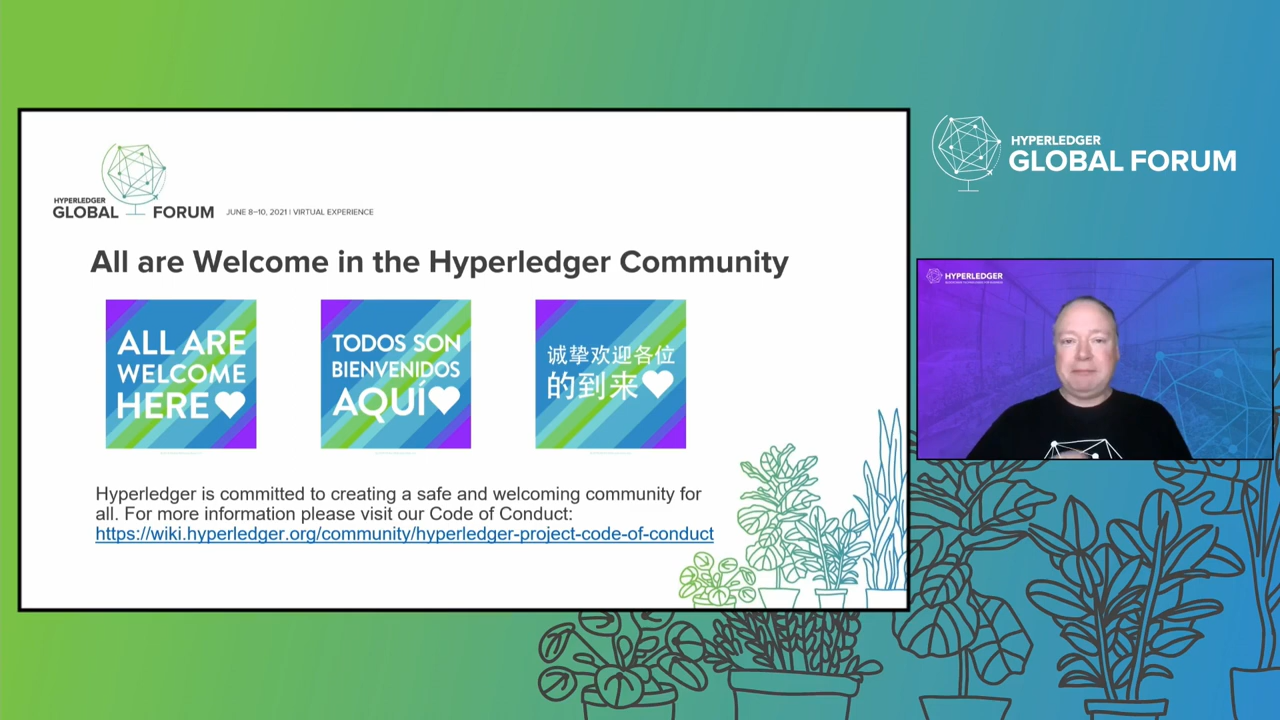 HYPERLEDGER
GLOBAL FORUM
JUNE 8–10, 2021 | VIRTUAL EXPERIENCE
All are Welcome in the Hyperledger Community
ALL ARE
WELCOME
HERE
TODOS SON
BIENVENIDOS
AQUÍ
诚挚欢迎各位
的到来
Hyperledger is committed to creating a safe and welcoming community for
all. For more information please visit our Code of Conduct:
https://wiki.hyperledger.org/community/hyperledger-project-code-of-conduct
HYPERLEDGER
GLOBAL FORUM
HYPERLEDGER